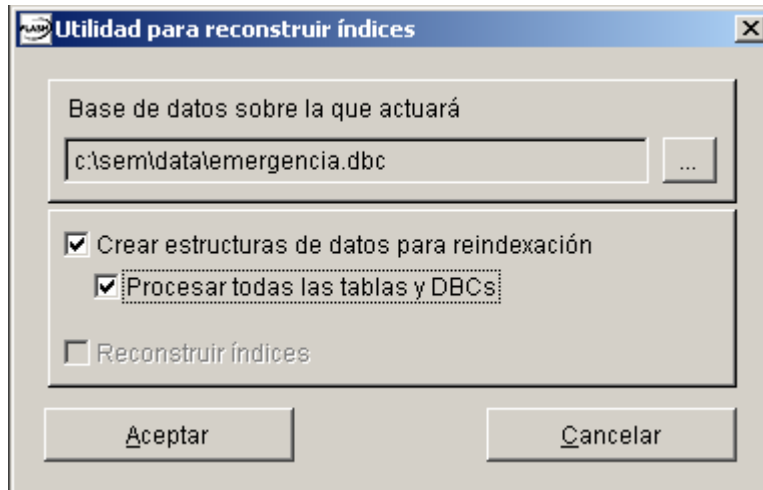 FLASH Utilidad para reconstruir índices
Base de datos sobre la que actuará
c:\sem\data\emergencia.dbc
...
Crear estructuras de datos para reindexación
Procesar todas las tablas y DBCs
Reconstruir índices
Aceptar
Cancelar